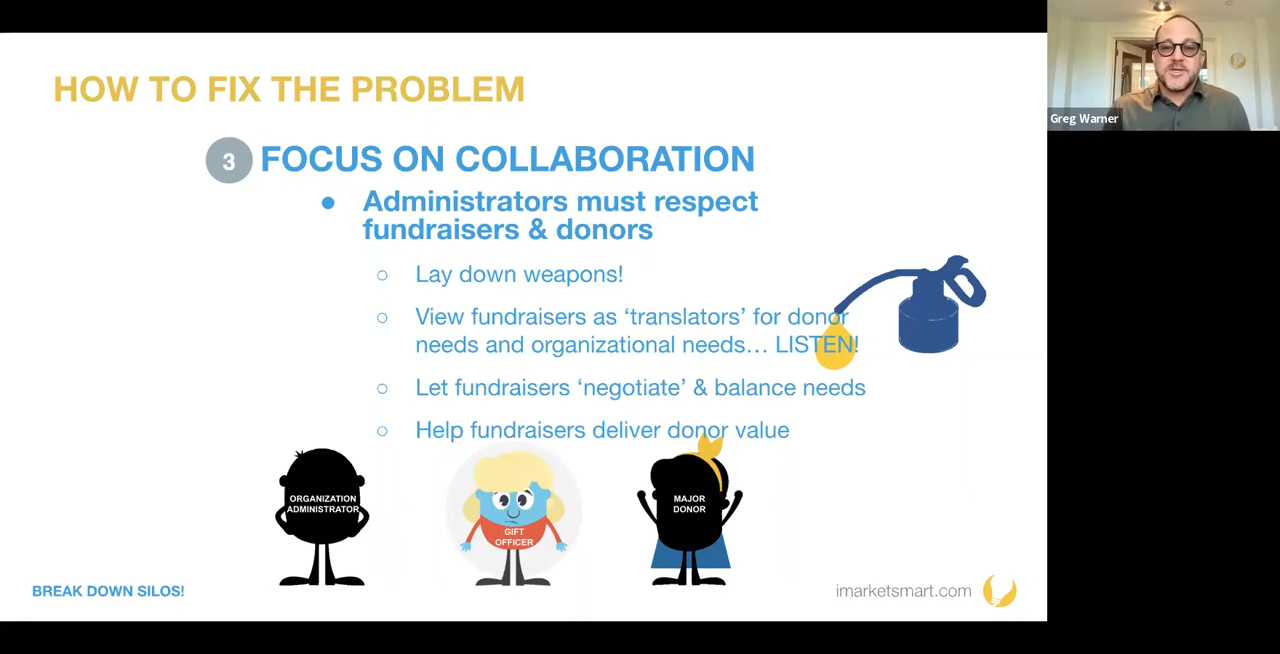 HOW TO FIX THE PROBLEM
Greg Warner
3 FOCUS ON COLLABORATION
● Administrators must respect
fundraisers & donors
○ Lay down weapons!
○ View fundraisers as ‘translators’ for donor
needs and organizational needs… LISTEN!
○ Let fundraisers ‘negotiate’ & balance needs
○ Help fundraisers deliver donor value
ORGANIZATION
ADMINISTRATOR
GIFT
OFFICER
MAJOR
DONOR
BREAK DOWN SILOS!
imarketsmart.com